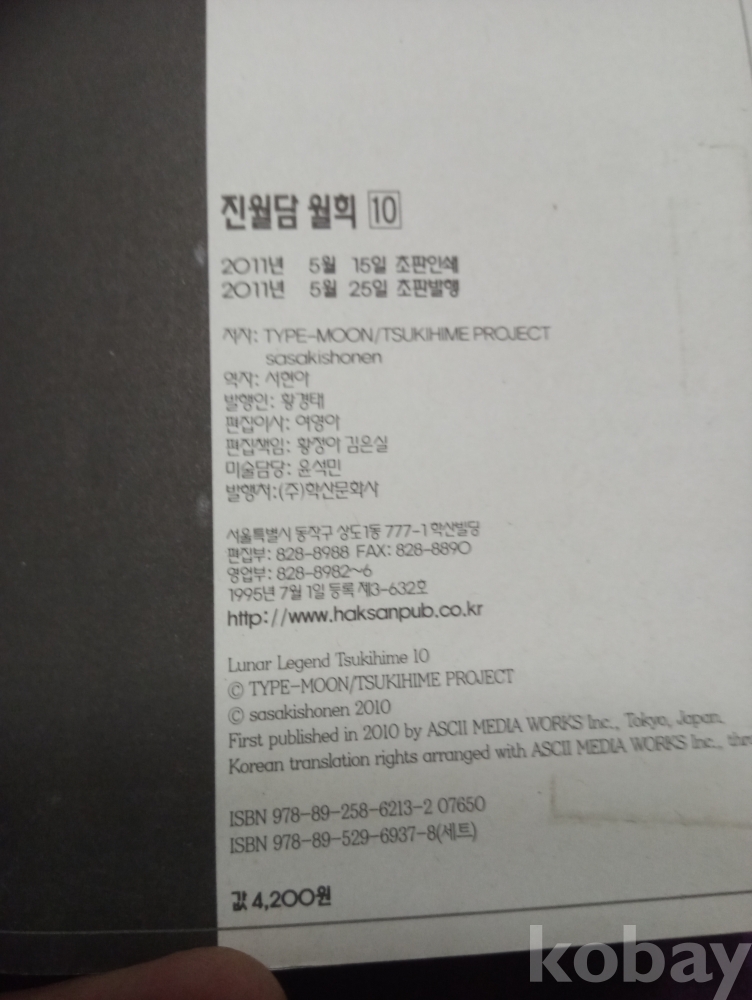 진월담 월희 10
2011년 5월 15일 초판인쇄
2011년 5월 25일 초판발행
저자: TYPE-MOON/TSUKIHIME PROJECT
sasakishonen
역자: 서현아
발행인: 황경태
편집이사: 여영아
편집책임: 황정아 김은실
미술담당: 윤석민
발행처:(주)학산문화사
서울특별시 동작구 상도1동 777-1 학산빌딩
편집부: 828-8988 FAX: 828-8890
영업부: 828-8982~6
1995년 7월 1일 등록 제3-632호
http://www.haksanpub.co.kr
Lunar Legend Tsukihime 10
© TYPE-MOON/TSUKIHIME PROJECT
© sasakishonen 2010
First published in 2010 by ASCII MEDIA WORKS Inc., Tokyo, Japan.
Korean translation rights arranged with ASCII MEDIA WORKS Inc.,
ISBN 978-89-258-6213-2 07650
ISBN 978-89-529-6937-8(세트)
값 4,200원
kobay